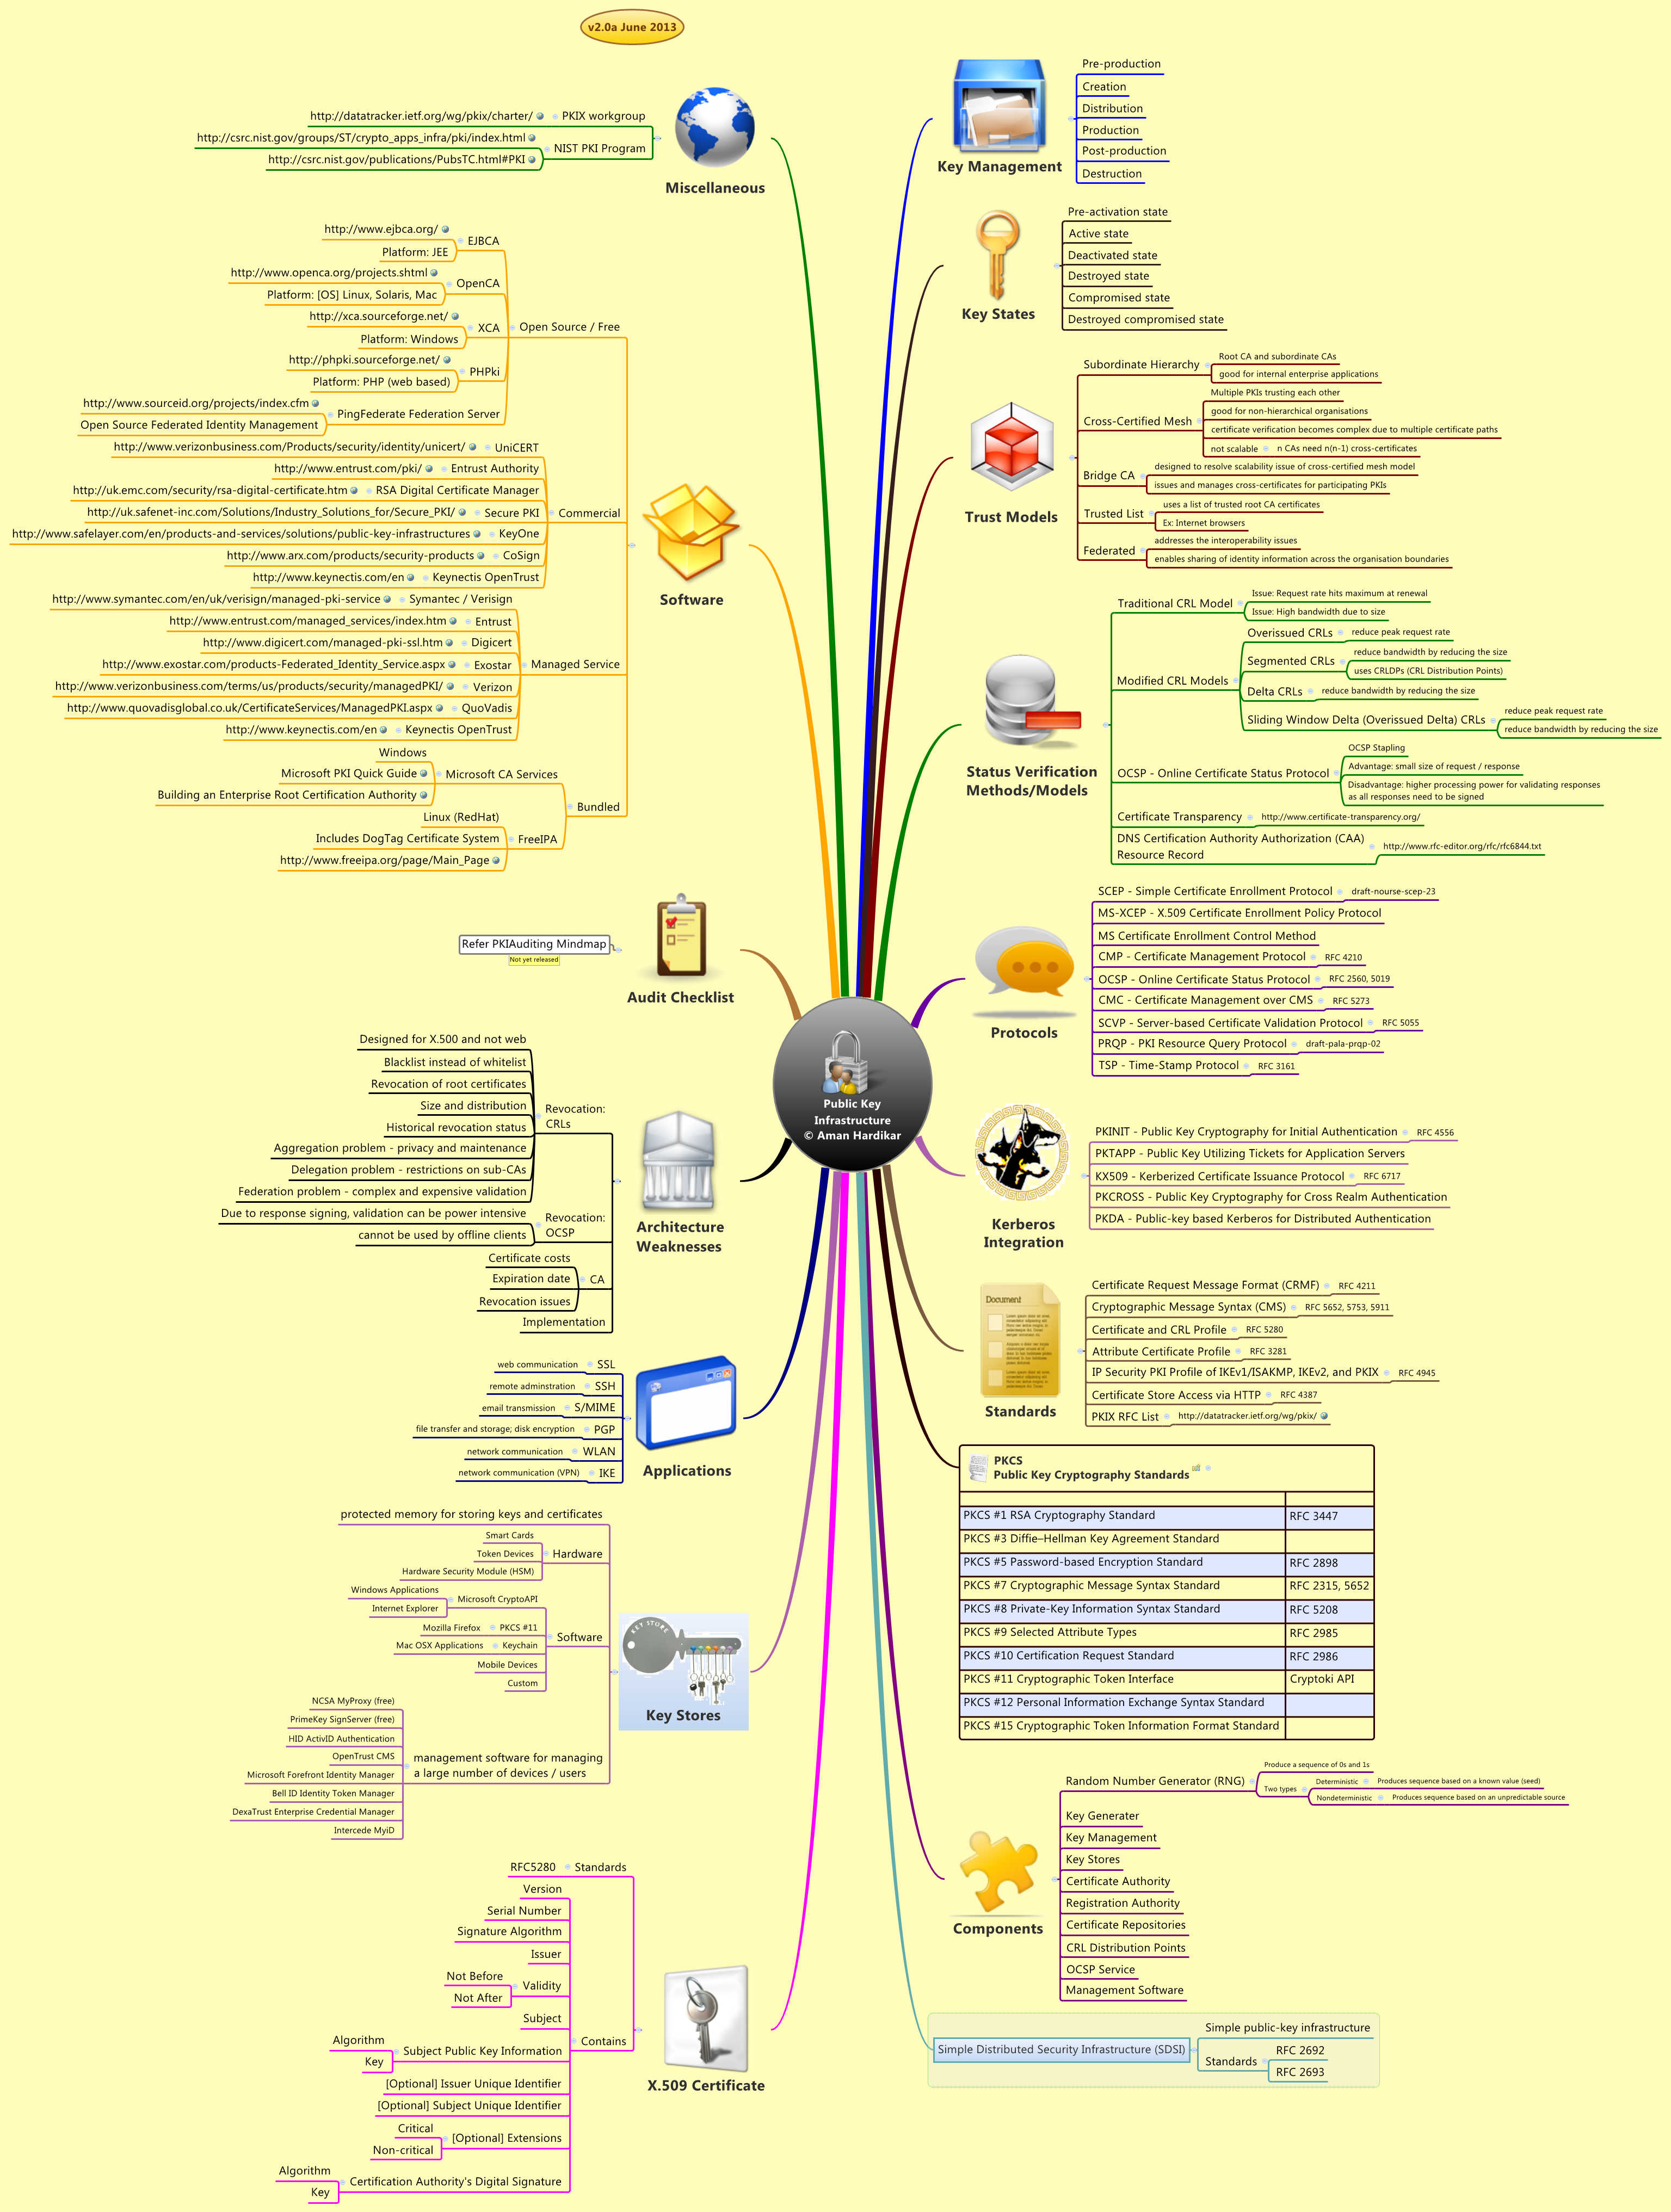 v2.0a June 2013
Public Key
Infrastructure
© Aman Hardikar
Key Management
Pre-production
Creation
Distribution
Production
Post-production
Destruction
Key States
Pre-activation state
Active state
Deactivated state
Destroyed state
Compromised state
Destroyed compromised state
Trust Models
Subordinate Hierarchy
Root CA and subordinate CAs
good for internal enterprise applications
Cross-Certified Mesh
Multiple PKIs trusting each other
good for non-hierarchical organisations
certificate verification becomes complex due to multiple certificate paths
not scalable
n CAs need n(n-1) cross-certificates
Bridge CA
designed to resolve scalability issue of cross-certified mesh model
issues and manages cross-certificates for participating PKIs
Trusted List
uses a list of trusted root CA certificates
Ex: Internet browsers
Federated
addresses the interoperability issues
enables sharing of identity information across the organisation boundaries
Status Verification
Methods/Models
Traditional CRL Model
Issue: Request rate hits maximum at renewal
Issue: High bandwidth due to size
Modified CRL Models
Overissued CRLs
reduce peak request rate
Segmented CRLs
reduce bandwidth by reducing the size
uses CRLDPs (CRL Distribution Points)
Delta CRLs
reduce bandwidth by reducing the size
Sliding Window Delta (Overissued Delta) CRLs
reduce peak request rate
reduce bandwidth by reducing the size
OCSP - Online Certificate Status Protocol
OCSP Stapling
Advantage: small size of request / response
Disadvantage: higher processing power for validating responses
as all responses need to be signed
Certificate Transparency
http://www.certificate-transparency.org/
DNS Certification Authority Authorization (CAA)
Resource Record
http://www.rfc-editor.org/rfc/rfc6844.txt
Protocols
SCEP - Simple Certificate Enrollment Protocol
draft-nourse-scep-23
MS-XCEP - X.509 Certificate Enrollment Policy Protocol
MS Certificate Enrollment Control Method
CMP - Certificate Management Protocol
RFC 4210
OCSP - Online Certificate Status Protocol
RFC 2560, 5019
CMC - Certificate Management over CMS
RFC 5273
SCVP - Server-based Certificate Validation Protocol
RFC 5055
PRQP - PKI Resource Query Protocol
draft-pala-prqp-02
TSP - Time-Stamp Protocol
RFC 3161
Kerberos
Integration
PKINIT - Public Key Cryptography for Initial Authentication
RFC 4556
PKTAPP - Public Key Utilizing Tickets for Application Servers
KX509 - Kerberized Certificate Issuance Protocol
RFC 6717
PKCROSS - Public Key Cryptography for Cross Realm Authentication
PKDA - Public-key based Kerberos for Distributed Authentication
Document
Standards
Certificate Request Message Format (CRMF)
RFC 4211
Cryptographic Message Syntax (CMS)
RFC 5652, 5753, 5911
Certificate and CRL Profile
RFC 5280
Attribute Certificate Profile
RFC 3281
IP Security PKI Profile of IKEv1/ISAKMP, IKEv2, and PKIX
RFC 4945
Certificate Store Access via HTTP
RFC 4387
PKIX RFC List
http://datatracker.ietf.org/wg/pkix/
PKCS
Public Key Cryptography Standards
PKCS #1 RSA Cryptography Standard
RFC 3447
PKCS #3 Diffie–Hellman Key Agreement Standard
PKCS #5 Password-based Encryption Standard
RFC 2898
PKCS #7 Cryptographic Message Syntax Standard
RFC 2315, 5652
PKCS #8 Private-Key Information Syntax Standard
RFC 5208
PKCS #9 Selected Attribute Types
RFC 2985
PKCS #10 Certification Request Standard
RFC 2986
PKCS #11 Cryptographic Token Interface
Cryptoki API
PKCS #12 Personal Information Exchange Syntax Standard
PKCS #15 Cryptographic Token Information Format Standard
Components
Random Number Generator (RNG)
Produce a sequence of 0s and 1s
Two types
Deterministic
Produces sequence based on a known value (seed)
Nondeterministic
Produces sequence based on an unpredictable source
Key Generater
Key Management
Key Stores
Certificate Authority
Registration Authority
Certificate Repositories
CRL Distribution Points
OCSP Service
Management Software
Simple Distributed Security Infrastructure (SDSI)
Simple public-key infrastructure
Standards
RFC 2692
RFC 2693
Miscellaneous
PKIX workgroup
http://datatracker.ietf.org/wg/pkix/charter/
NIST PKI Program
http://csrc.nist.gov/groups/ST/crypto_apps_infra/pki/index.html
http://csrc.nist.gov/publications/PubsTC.html#PKI
Software
Open Source / Free
EJBCA
http://www.ejbca.org/
Platform: JEE
OpenCA
http://www.openca.org/projects.shtml
Platform: [OS] Linux, Solaris, Mac
XCA
http://xca.sourceforge.net/
Platform: Windows
PHPki
http://phpki.sourceforge.net/
Platform: PHP (web based)
PingFederate Federation Server
http://www.sourceid.org/projects/index.cfm
Open Source Federated Identity Management
Commercial
UniCERT
http://www.verizonbusiness.com/Products/security/identity/unicert/
Entrust Authority
http://www.entrust.com/pki/
RSA Digital Certificate Manager
http://uk.emc.com/security/rsa-digital-certificate.htm
Secure PKI
http://uk.safenet-inc.com/Solutions/Industry_Solutions_for/Secure_PKI/
KeyOne
http://www.safelayer.com/en/products-and-services/solutions/public-key-infrastructures
CoSign
http://www.arx.com/products/security-products
Keynectis OpenTrust
http://www.keynectis.com/en
Managed Service
Symantec / Verisign
http://www.symantec.com/en/uk/verisign/managed-pki-service
Entrust
http://www.entrust.com/managed_services/index.htm
Digicert
http://www.digicert.com/managed-pki-ssl.htm
Exostar
http://www.exostar.com/products-Federated_Identity_Service.aspx
Verizon
http://www.verizonbusiness.com/terms/us/products/security/managedPKI/
QuoVadis
http://www.quovadisglobal.co.uk/CertificateServices/ManagedPKI.aspx
Keynectis OpenTrust
http://www.keynectis.com/en
Bundled
Microsoft CA Services
Windows
Microsoft PKI Quick Guide
Building an Enterprise Root Certification Authority
FreeIPA
Linux (RedHat)
Includes DogTag Certificate System
http://www.freeipa.org/page/Main_Page
Audit Checklist
Refer PKIAuditing Mindmap
Not yet released
Architecture
Weaknesses
Revocation:
CRLs
Designed for X.500 and not web
Blacklist instead of whitelist
Revocation of root certificates
Size and distribution
Historical revocation status
Aggregation problem - privacy and maintenance
Delegation problem - restrictions on sub-CAs
Federation problem - complex and expensive validation
Revocation:
OCSP
Due to response signing, validation can be power intensive
cannot be used by offline clients
CA
Certificate costs
Expiration date
Revocation issues
Implementation
Applications
SSL
web communication
SSH
remote adminstration
S/MIME
email transmission
PGP
file transfer and storage; disk encryption
WLAN
network communication
IKE
network communication (VPN)
KEY STORE
Key Stores
protected memory for storing keys and certificates
Hardware
Smart Cards
Token Devices
Hardware Security Module (HSM)
Software
Microsoft CryptoAPI
Windows Applications
Internet Explorer
PKCS #11
Mozilla Firefox
Keychain
Mac OSX Applications
Mobile Devices
Custom
management software for managing
a large number of devices / users
NCSA MyProxy (free)
PrimeKey SignServer (free)
HID ActivID Authentication
OpenTrust CMS
Microsoft Forefront Identity Manager
Bell ID Identity Token Manager
DexaTrust Enterprise Credential Manager
Intercede MyiD
X.509 Certificate
Standards
RFC5280
Contains
Version
Serial Number
Signature Algorithm
Issuer
Validity
Not Before
Not After
Subject
Subject Public Key Information
Algorithm
Key
[Optional] Issuer Unique Identifier
[Optional] Subject Unique Identifier
[Optional] Extensions
Critical
Non-critical
Certification Authority's Digital Signature
Algorithm
Key